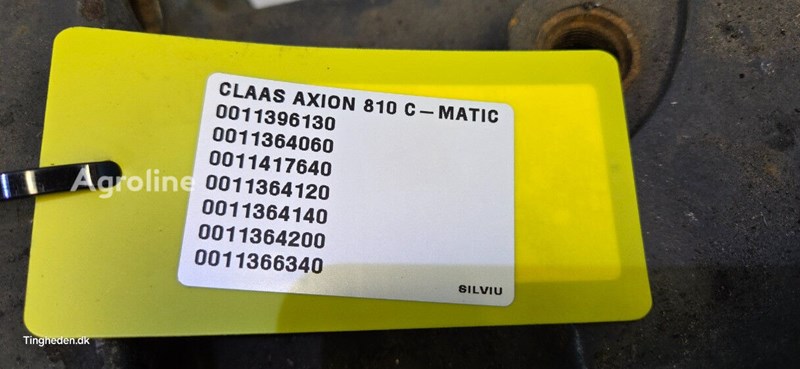 CLAAS AXION 810 C-MATIC
0011396130
0011364060
0011417640
0011364120
0011364140
0011364200
0011366340
SILVIU
Agroline
Tingheden.dk